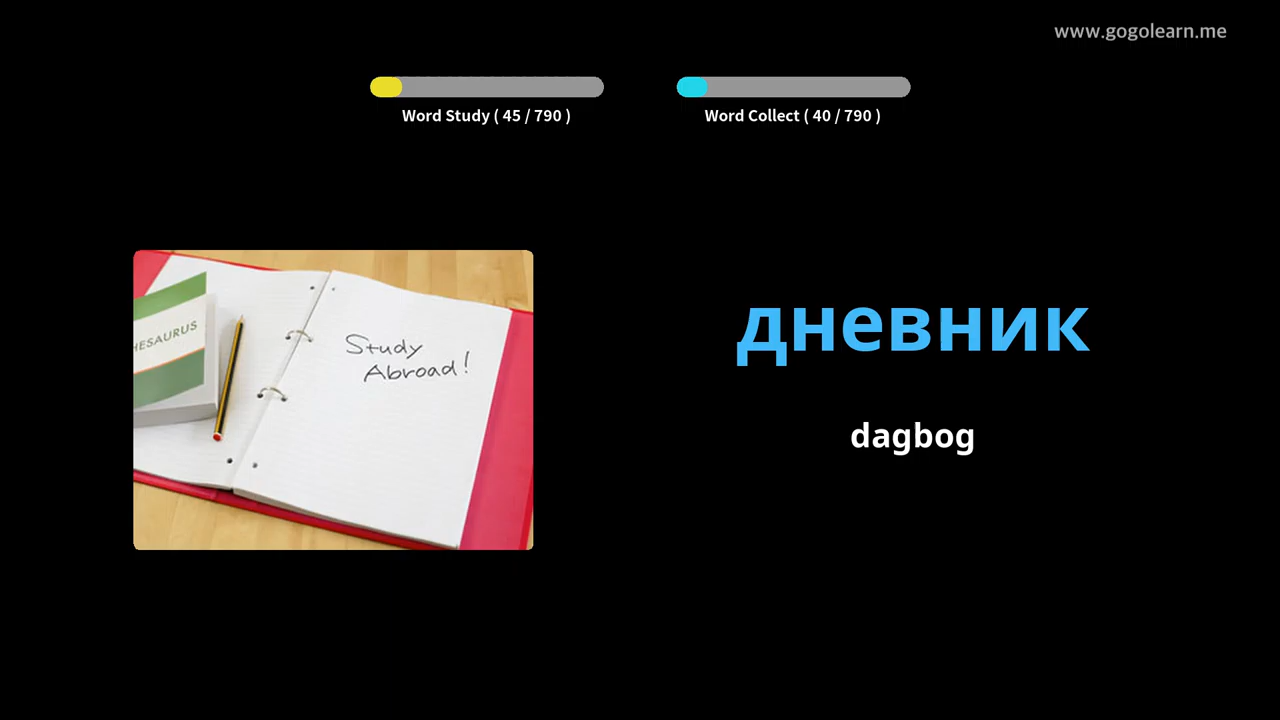 www.gogolearn.me
Word Study ( 45 / 790 )
Word Collect ( 40 / 790 )
HESAURUS
Study
Abroad!
дневник
dagbog